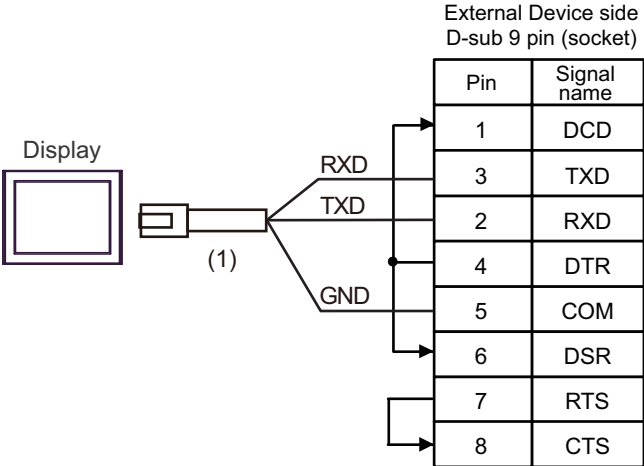 External Device side
D-sub 9 pin (socket)
Pin Signal name
1 DCD
Display
RXD 3 TXD
TXD 2 RXD
(1)
4 DTR
GND 5 COM
6 DSR
7 RTS
8 CTS